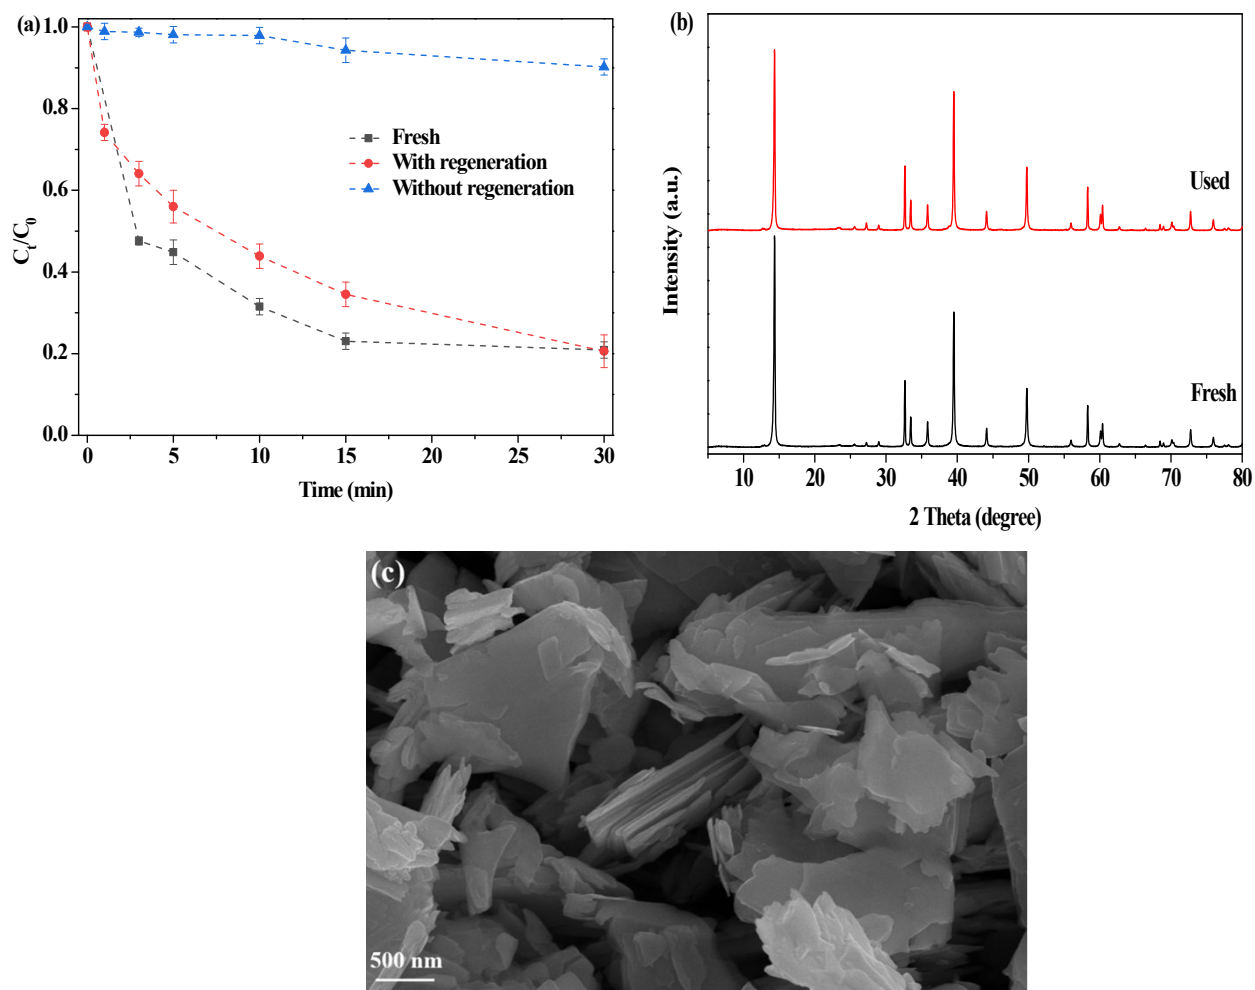 (a)
1.0
0.8
0.6
0.4
0.2
0.0
Ct/C0
0 5 10 15 20 25 30
Time (min)
Fresh
With regeneration
Without regeneration
(b)
Intensity (a.u.)
Used
Fresh
10 20 30 40 50 60 70 80
2 Theta (degree)
(c)
500 nm